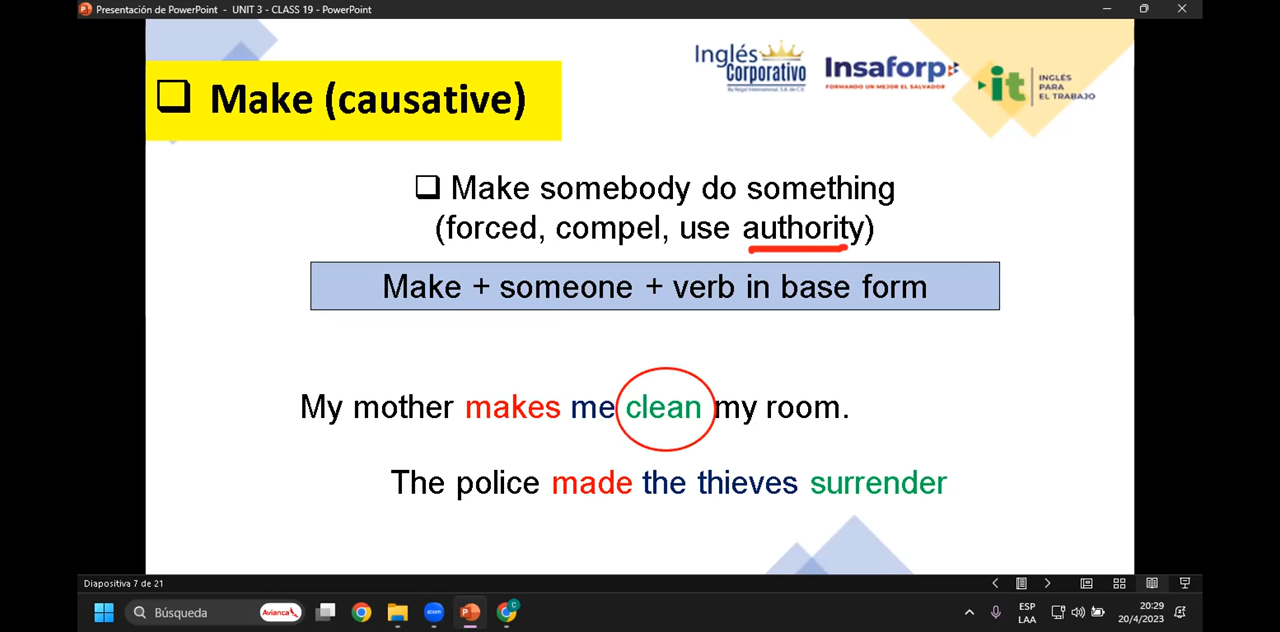 Presentación de PowerPoint - UNIT 3 - CLASS 19 - PowerPoint
Inglés
Corporativo
Insaforp
FORMANDO UN MEJOR EL SALVADOR
it
INGLÉS
PARA
EL TRABAJO
Make (causative)
Make somebody do something
(forced, compel, use authority)
Make + someone + verb in base form
My mother makes me clean my room.
The police made the thieves surrender
Diapositiva 7 de 21
Búsqueda
Avianca
ESP
LAA
20:29
20/4/2023